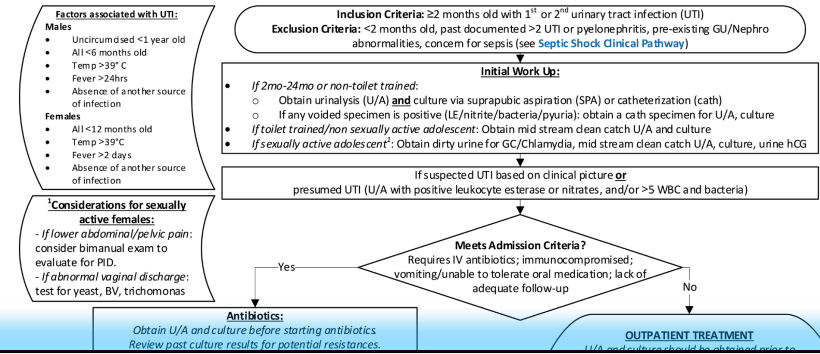 Factors associated with UTI:
Males
• Uncircumcised <1 year old
• All <6 months old
• Temp >39° C
• Fever >24hrs
• Absence of another source
of infection
Females
• All <12 months old
• Temp >39°C
• Fever >2 days
• Absence of another source
of infection
1Considerations for sexually
active females:
- If lower abdominal/pelvic pain:
consider bimanual exam to
evaluate for PID.
- If abnormal vaginal discharge:
test for yeast, BV, trichomonas
Inclusion Criteria: ≥2 months old with 1st or 2nd urinary tract infection (UTI)
Exclusion Criteria: <2 months old, past documented >2 UTI or pyelonephritis, pre-existing GU/Nephro
abnormalities, concern for sepsis (see Septic Shock Clinical Pathway)
Initial Work Up:
• If 2mo-24mo or non-toilet trained:
o Obtain urinalysis (U/A) and culture via suprapubic aspiration (SPA) or catheterization (cath)
o If any voided specimen is positive (LE/nitrite/bacteria/pyuria): obtain a cath specimen for U/A, culture
• If toilet trained/non sexually active adolescent: Obtain mid stream clean catch U/A and culture
• If sexually active adolescent1: Obtain dirty urine for GC/Chlamydia, mid stream clean catch U/A, culture, urine hCG
If suspected UTI based on clinical picture or
presumed UTI (U/A with positive leukocyte esterase or nitrates, and/or >5 WBC and bacteria)
Meets Admission Criteria?
Requires IV antibiotics; immunocompromised;
vomiting/unable to tolerate oral medication; lack of
adequate follow-up
Yes
No
Antibiotics:
Obtain U/A and culture before starting antibiotics.
Review past culture results for potential resistances.
OUTPATIENT TREATMENT
U/A and culture should be obtained prior to